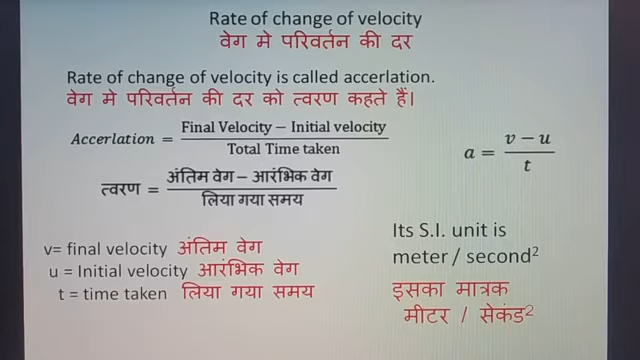 Rate of change of velocity
वेग मे परिवर्तन की दर
Rate of change of velocity is called accerlation.
वेग मे परिवर्तन की दर को त्वरण कहते हैं।
Accerlation = Final Velocity − Initial velocity / Total Time taken
a = v − u / t
त्वरण = अंतिम वेग − आरंभिक वेग / लिया गया समय
v= final velocity अंतिम वेग
u = Initial velocity आरंभिक वेग
t = time taken लिया गया समय
Its S.I. unit is
meter / second²
इसका मात्रक
मीटर / सेकंड²